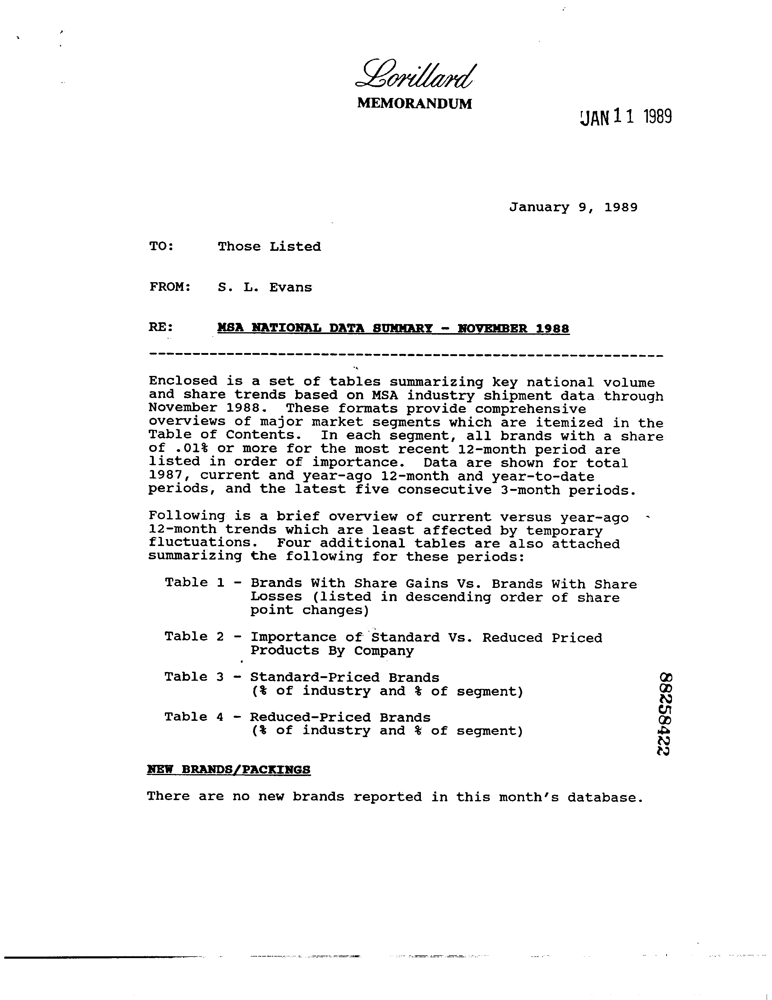 Lorillard
MEMORANDUM
JAN 11 1989
January 9, 1989
TO: Those Listed
FROM: S. L. Evans
RE: MSA NATIONAL DATA SUMMARY - NOVEMBER 1988
Enclosed is a set of tables summarizing key national volume
and share trends based on MSA industry shipment data through
November 1988. These formats provide comprehensive
overviews of major market segments which are itemized in the
Table of Contents. In each segment, all brands with a share
of .01% or more for the most recent 12-month period are
listed in order of importance. Data are shown for total
1987, current and year-ago 12-month and year-to-date
periods, and the latest five consecutive 3-month periods.
Following is a brief overview of current versus year-ago
12-month trends which are least affected by temporary
fluctuations. Four additional tables are also attached
summarizing the following for these periods:
Table 1 - Brands With Share Gains Vs. Brands With Share
Losses (listed in descending order of share
point changes)
Table 2 - Importance of Standard Vs. Reduced Priced
Products By Company
Table 3 - Standard-Priced Brands
(% of industry and % of segment)
Table 4 - Reduced-Priced Brands
(% of industry and % of segment)
88258422
NEW BRANDS/PACKINGS
There are no new brands reported in this month's database.